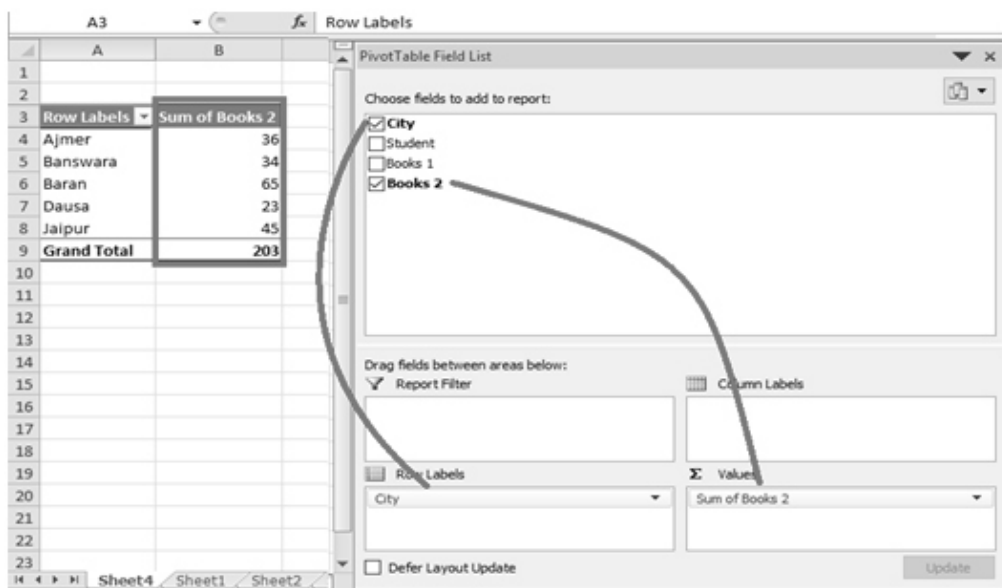 A3 fx Row Labels
A B
1
2
3 Row Labels Sum of Books 2
4 Ajmer 36
5 Banswara 34
6 Baran 65
7 Dausa 23
8 Jaipur 45
9 Grand Total 203
10
11
12
13
14
15
16
17
18
19
20
21
22
23
Sheet4 Sheet1 Sheet2
PivotTable Field List
Choose fields to add to report:
City
Student
Books 1
Books 2
Drag fields between areas below:
Report Filter Column Labels
Row Labels Σ Values
City Sum of Books 2
Defer Layout Update Update